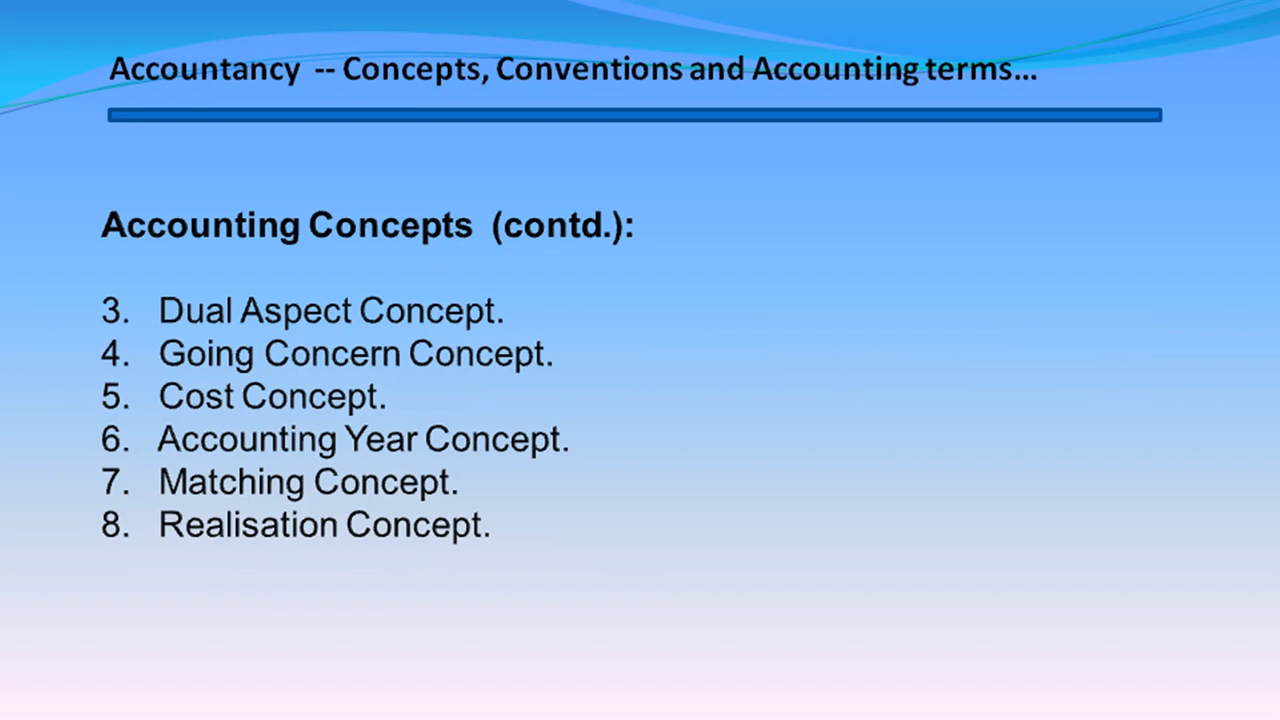 Accountancy -- Concepts, Conventions and Accounting terms...
Accounting Concepts (contd.):
3. Dual Aspect Concept.
4. Going Concern Concept.
5. Cost Concept.
6. Accounting Year Concept.
7. Matching Concept.
8. Realisation Concept.